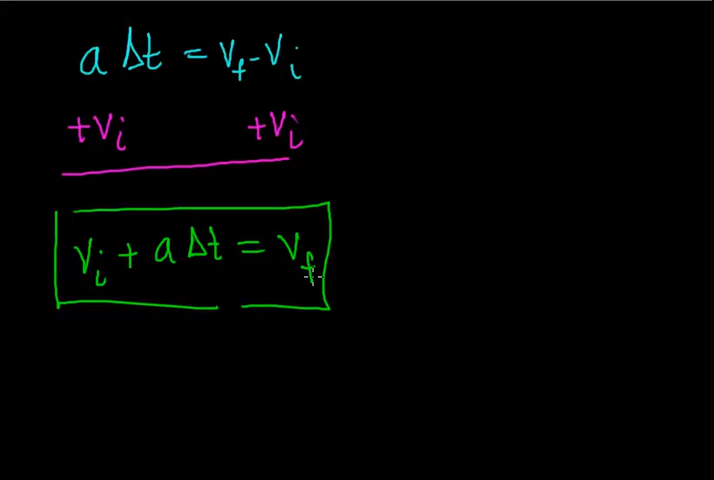 a Δt = v_f - v_i
+v_i +v_i
v_i + a Δt = v_f